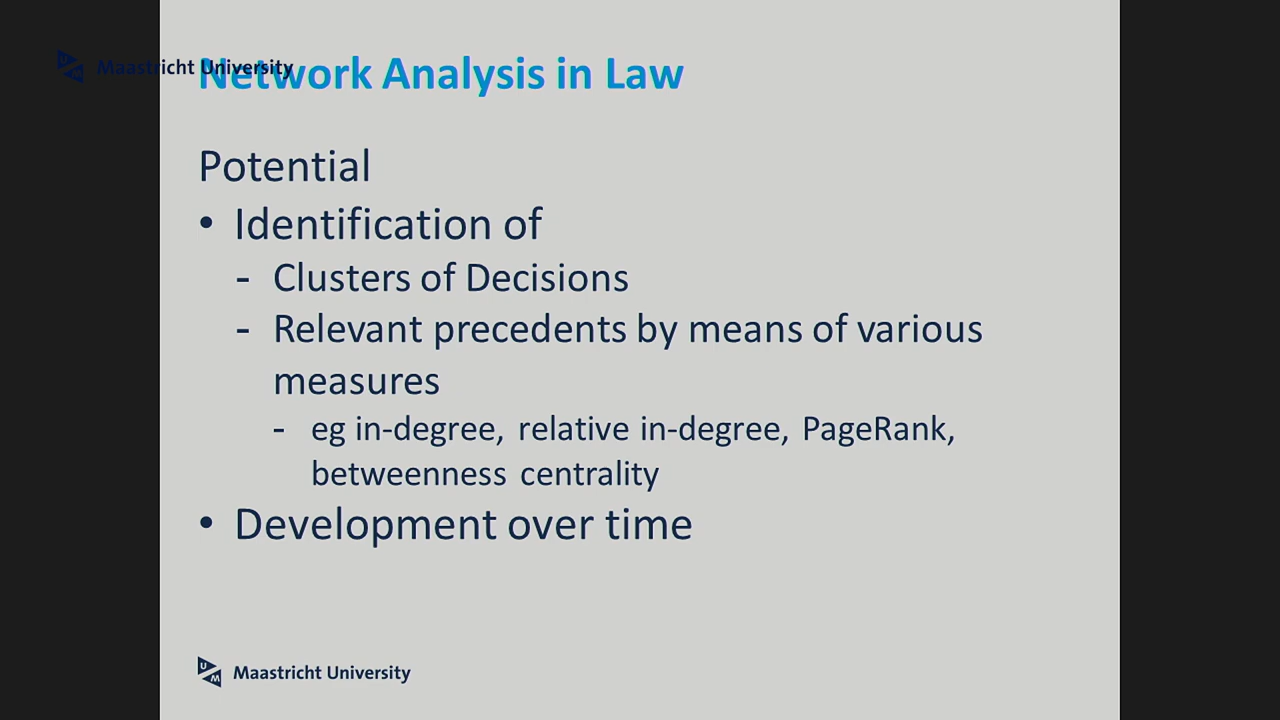 Maastricht University
Network Analysis in Law
Potential
• Identification of
- Clusters of Decisions
- Relevant precedents by means of various
measures
- eg in-degree, relative in-degree, PageRank,
betweenness centrality
• Development over time
UM Maastricht University